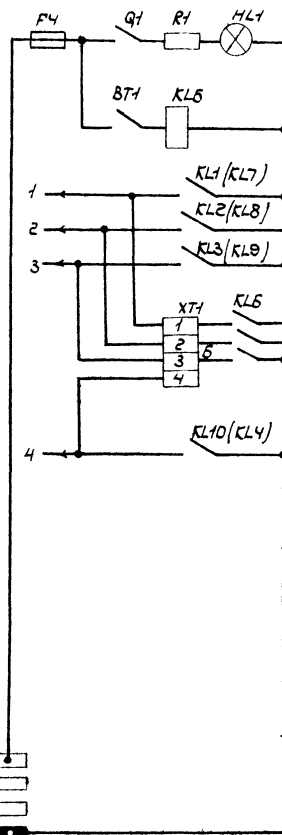 F4 Q1 R1 HL1
BT1 KL5
1 KL1(KL7)
2 KL2(KL8)
3 KL3(KL9)
XT1 KL6
1
2
3 6
4
4 KL10(KL4)